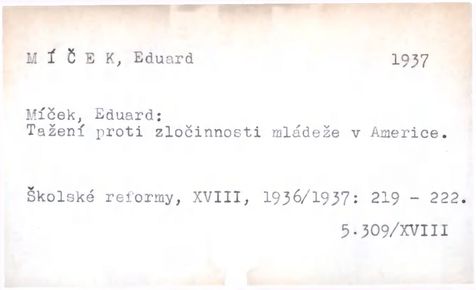 MÍČEK, Eduard 1937
Míček, Eduard:
Tažení proti zločinnosti mládeže v Americe.
Školské reformy, XVIII, 1936/1937: 219 - 222.
5.309/XVIII